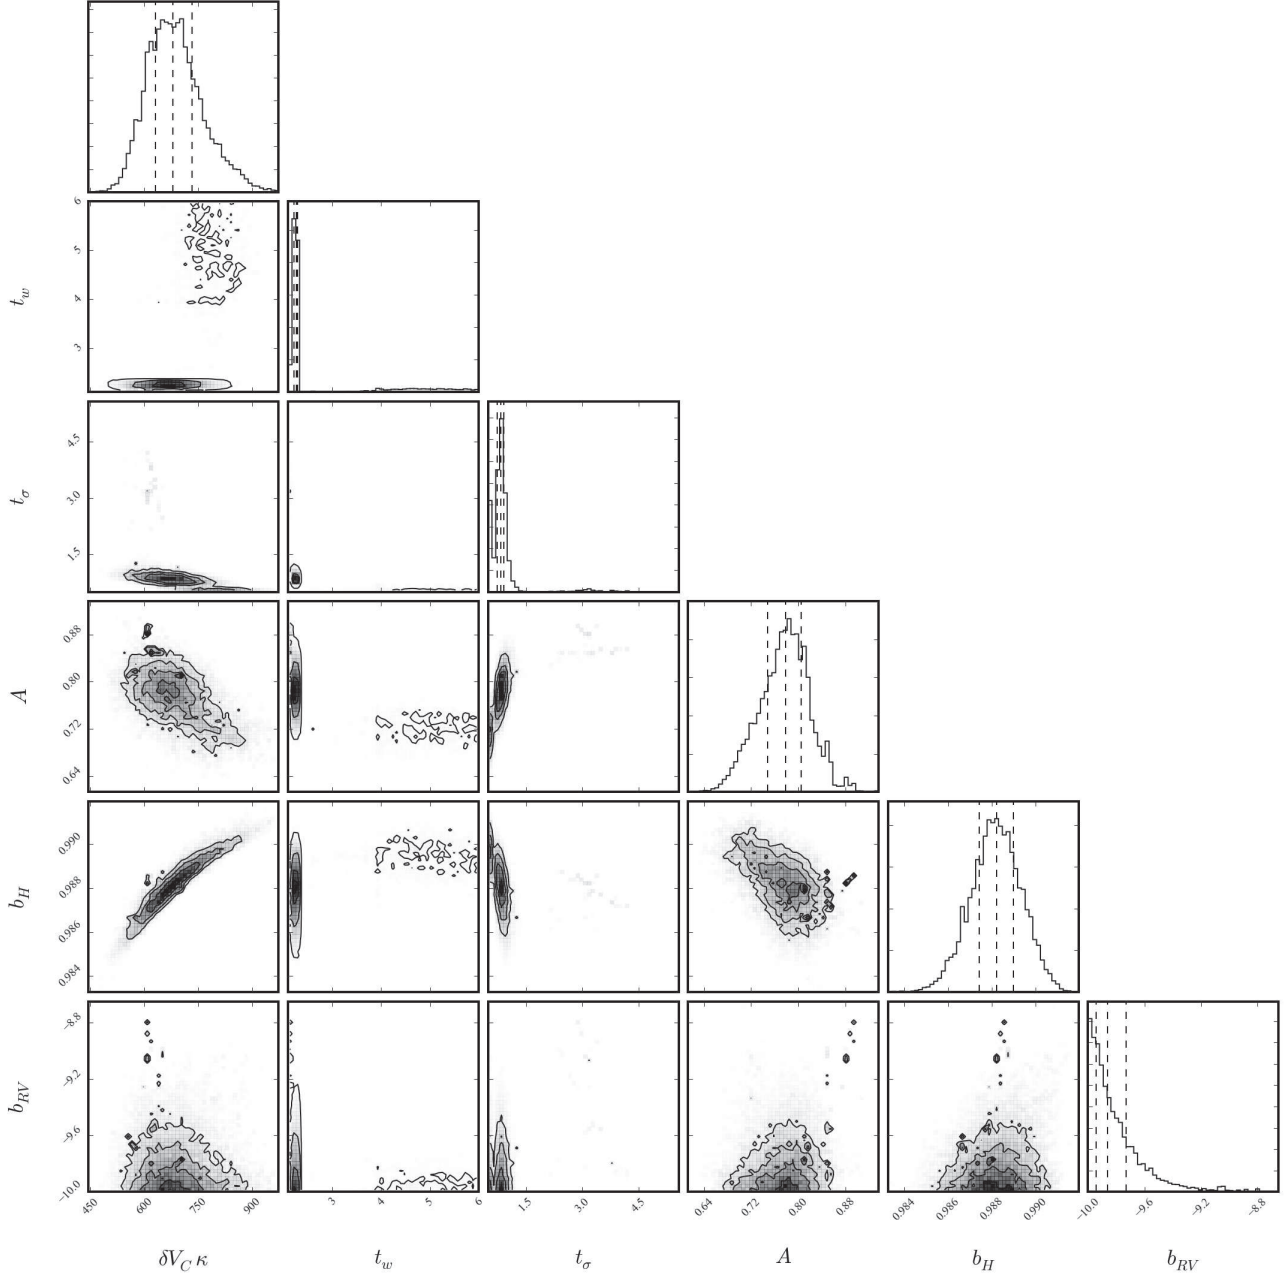 t_w
6
5
4
3
t_σ
4.5
3.0
1.5
A
0.88
0.80
0.72
0.64
b_H
0.990
0.988
0.986
0.984
b_RV
−8.8
−9.2
−9.6
−10.0
450 600 750 900
3 4 5 6
1.5 3.0 4.5
0.64 0.72 0.80 0.88
0.984 0.986 0.988 0.990
−10.0 −9.6 −9.2 −8.8
δV_C κ t_w t_σ A b_H b_RV